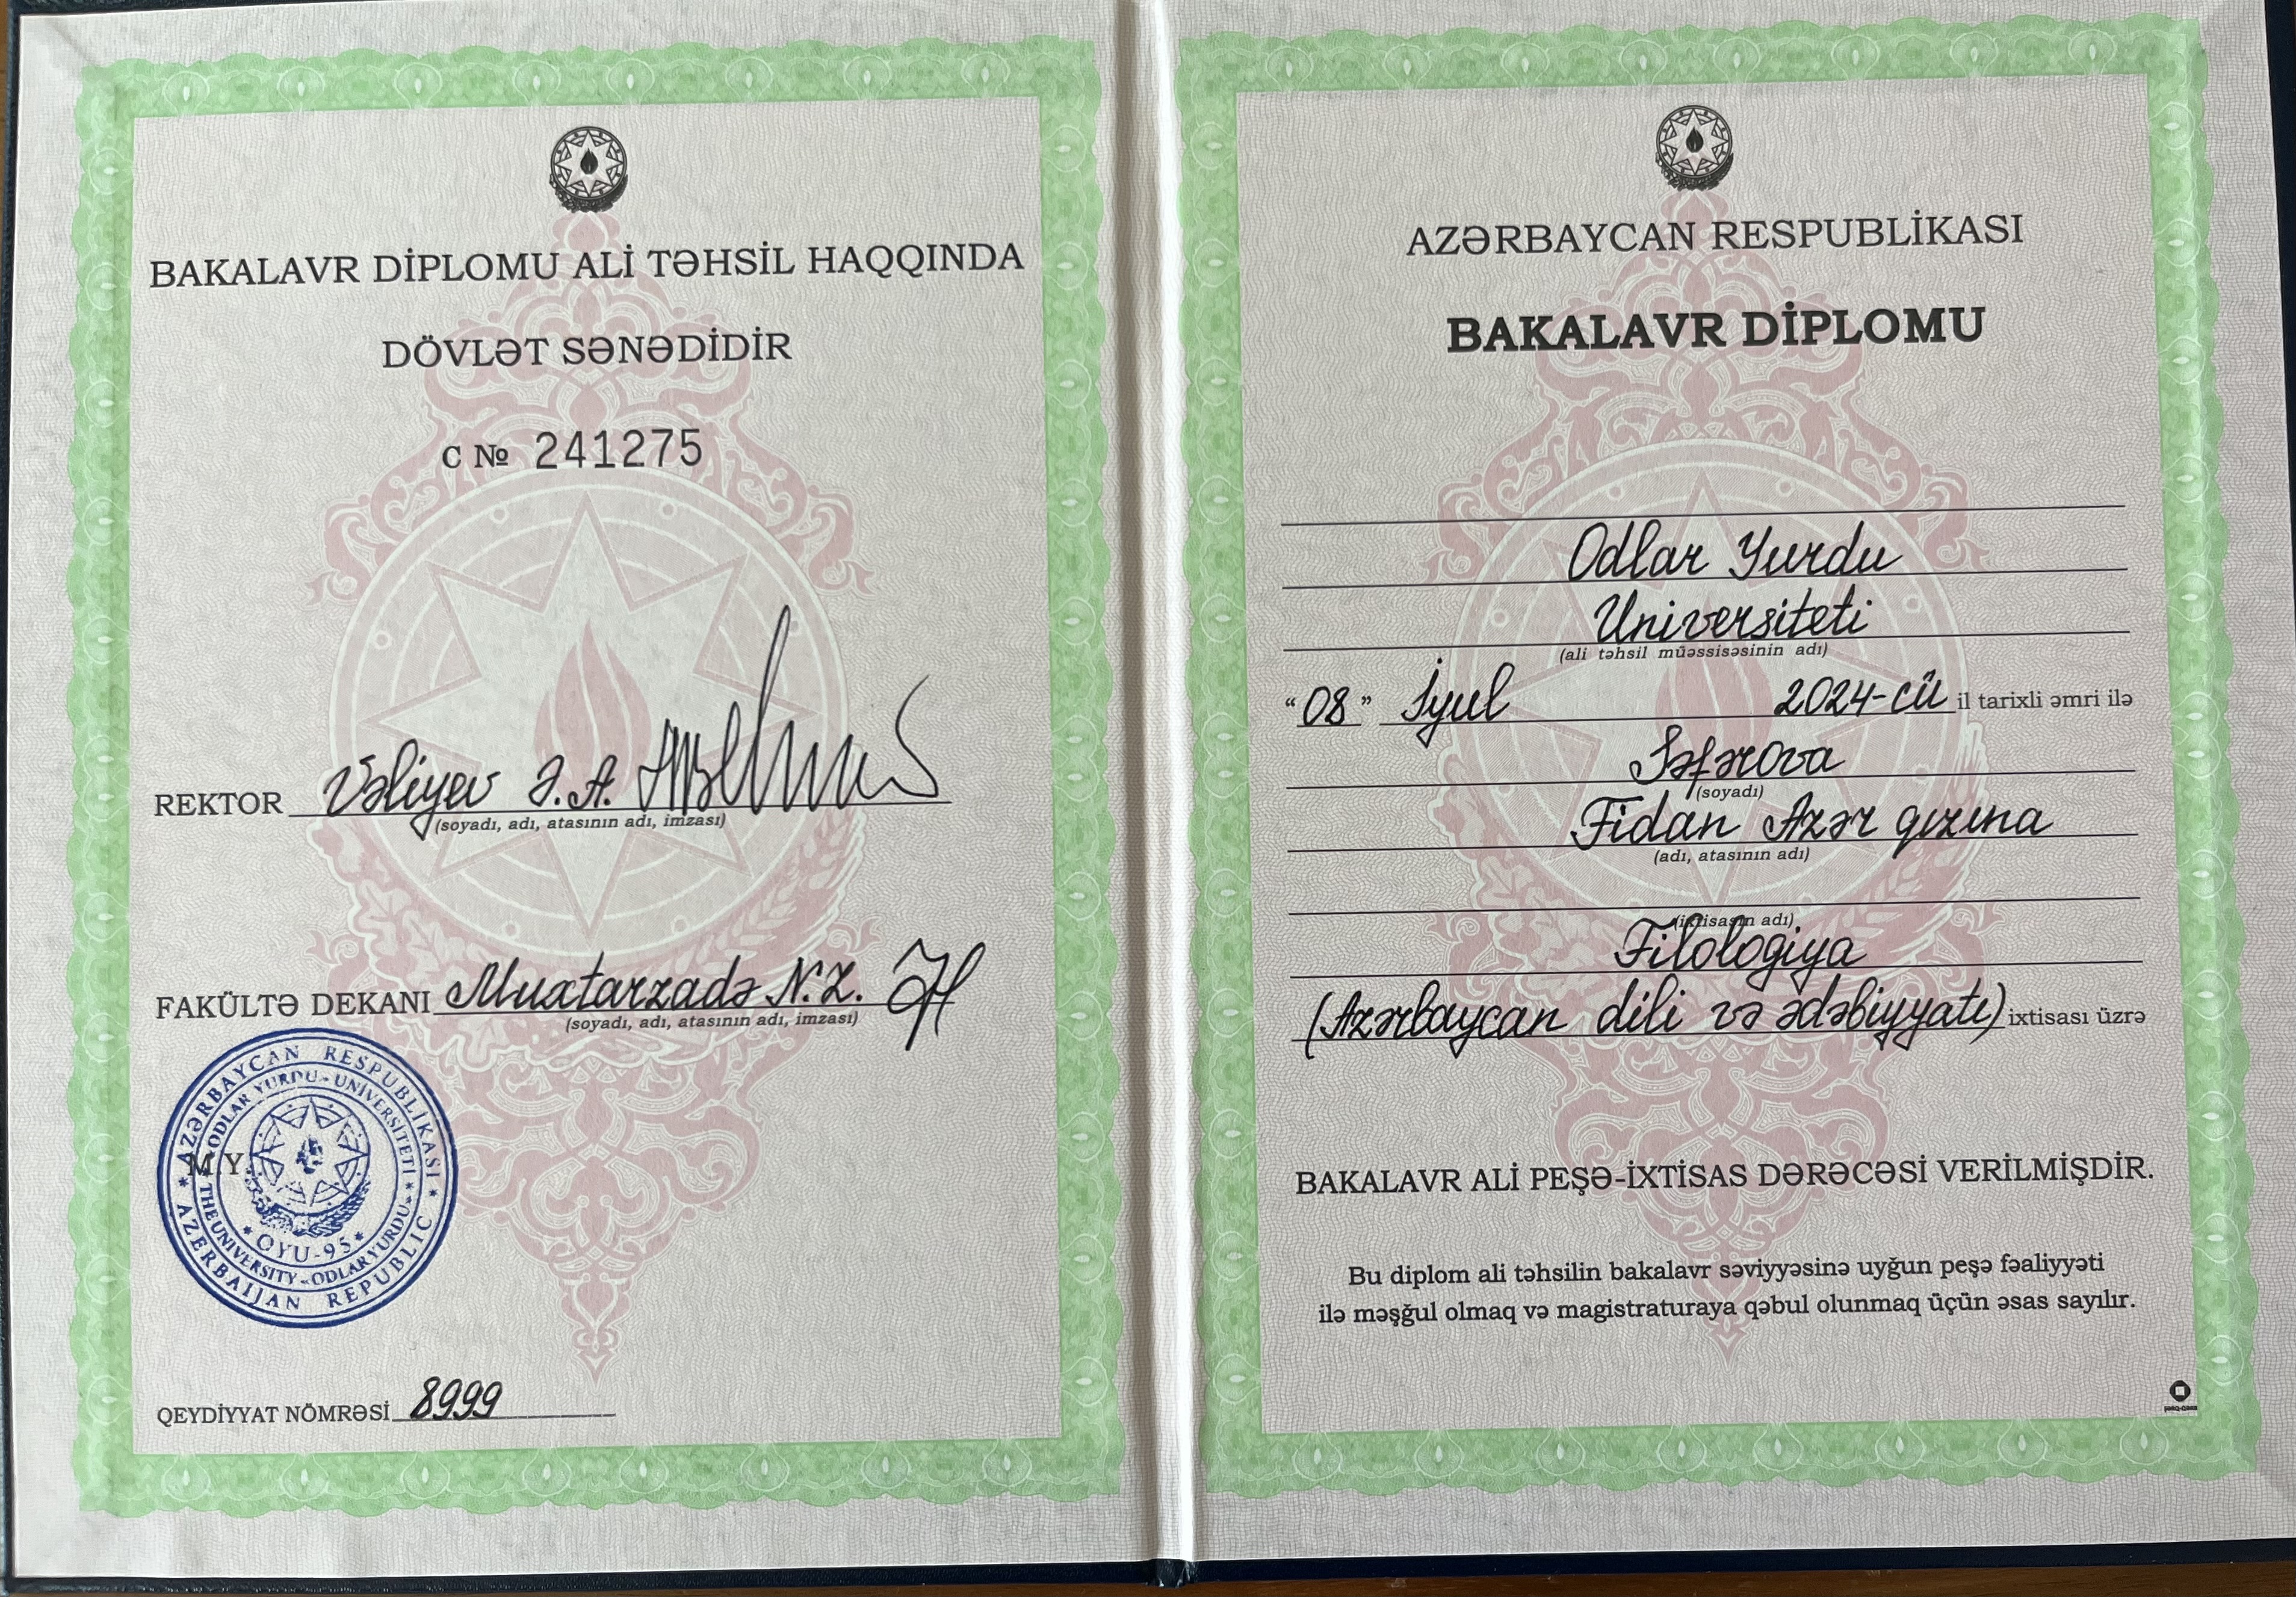 BAKALAVR DİPLOMU ALİ TƏHSİL HAQQINDA
DÖVLƏT SƏNƏDİDİR
C № 241275
REKTOR Vəliyev Ə.A.
(soyadı, adı, atasının adı, imzası)
FAKÜLTƏ DEKANI Muxtarzadə N.Z.
(soyadı, adı, atasının adı, imzası)
M.Y.
AZƏRBAYCAN RESPUBLİKASI
ODLAR YURDU - UNİVERSİTETİ
OYU-95
THE UNIVERSITY - ODLAR YURDU
AZERBAIJAN REPUBLIC
QEYDİYYAT NÖMRƏSİ 8999
AZƏRBAYCAN RESPUBLİKASI
BAKALAVR DİPLOMU
Odlar Yurdu
Universiteti
(ali təhsil müəssisəsinin adı)
“08” İyul 2024-cü il tarixli əmri ilə
Səfərova
(soyadı)
Fidan Azər qızına
(adı, atasının adı)
(ixtisasın adı)
Filologiya
(Azərbaycan dili və ədəbiyyatı) ixtisası üzrə
BAKALAVR ALİ PEŞƏ-İXTİSAS DƏRƏCƏSİ VERİLMİŞDİR.
Bu diplom ali təhsilin bakalavr səviyyəsinə uyğun peşə fəaliyyəti
ilə məşğul olmaq və magistraturaya qəbul olunmaq üçün əsas sayılır.